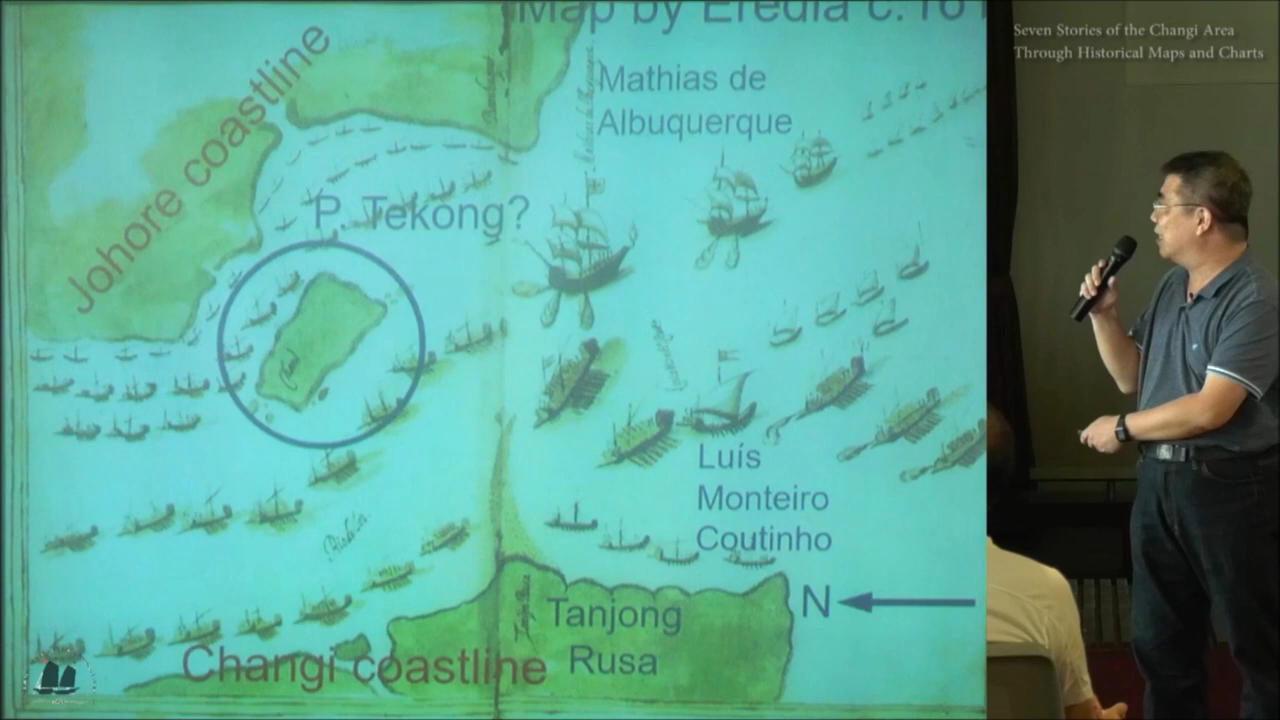 Map by Eredia c.
Seven Stories of the Changi Area
Through Historical Maps and Charts
Johore coastline
Mathias de
Albuquerque
P. Tekong?
Luís
Monteiro
Coutinho
N
Tanjong
Rusa
Changi coastline